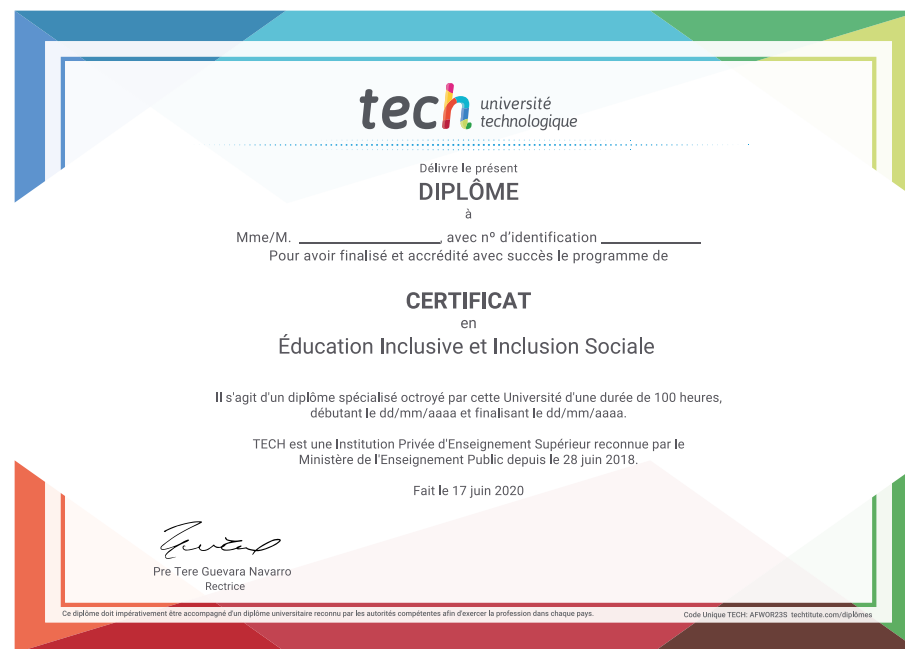 tech université
technologique
Délivre le présent
DIPLÔME
à
Mme/M. ____________________, avec nº d'identification ______________
Pour avoir finalisé et accrédité avec succès le programme de
CERTIFICAT
en
Éducation Inclusive et Inclusion Sociale
Il s'agit d'un diplôme spécialisé octroyé par cette Université d'une durée de 100 heures,
débutant le dd/mm/aaaa et finalisant le dd/mm/aaaa.
TECH est une Institution Privée d'Enseignement Supérieur reconnue par le
Ministère de l'Enseignement Public depuis le 28 juin 2018.
Fait le 17 juin 2020
Pre Tere Guevara Navarro
Rectrice
Ce diplôme doit impérativement être accompagné d'un diplôme universitaire reconnu par les autorités compétentes afin d'exercer la profession dans chaque pays.
Code Unique TECH: AFWOR23S techtitute.com/diplômes